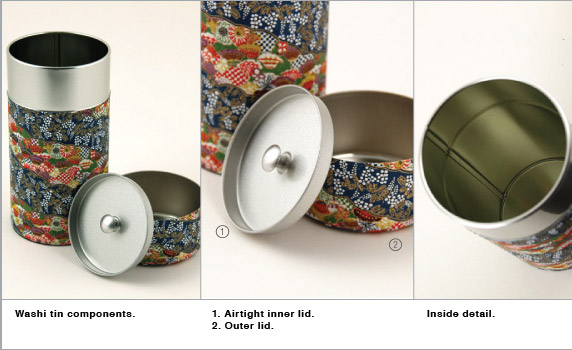 1
2
Washi tin components.
1. Airtight inner lid.
2. Outer lid.
Inside detail.